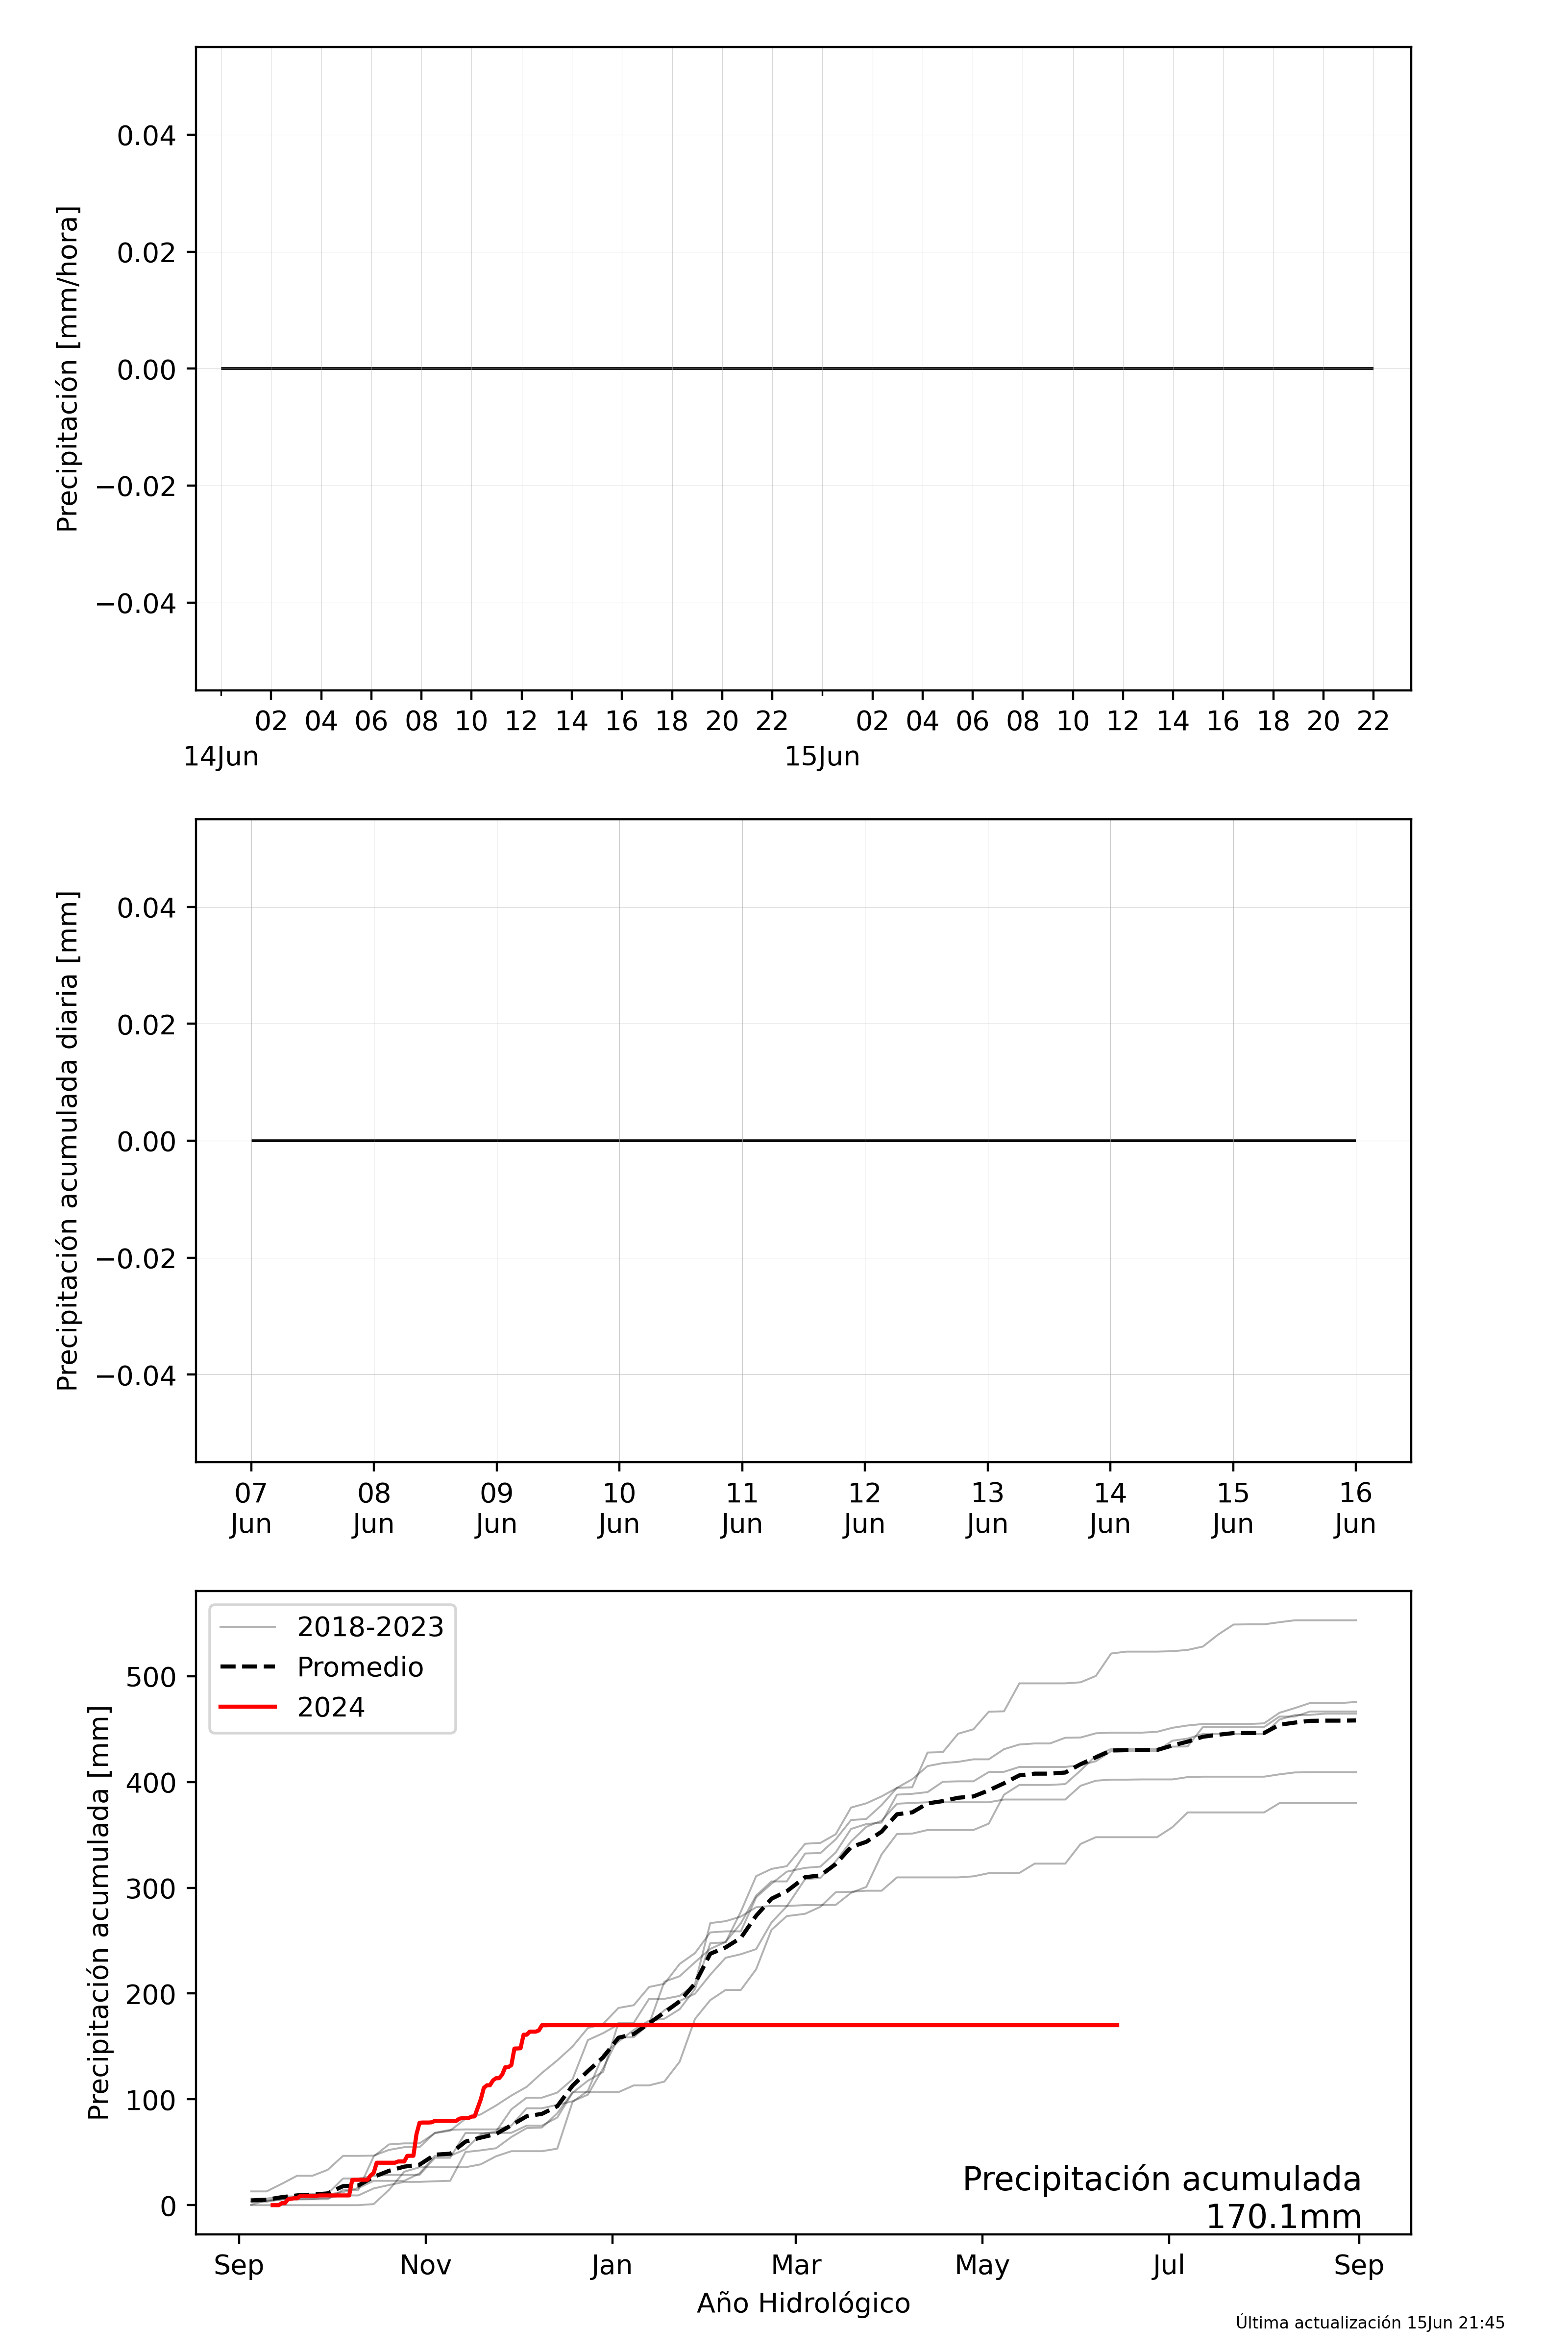 Precipitación [mm/hora]
0.04
0.02
0.00
−0.02
−0.04
02 04 06 08 10 12 14 16 18 20 22 02 04 06 08 10 12 14 16 18 20 22
14Jun 15Jun
Precipitación acumulada diaria [mm]
0.04
0.02
0.00
−0.02
−0.04
07 08 09 10 11 12 13 14 15 16
Jun Jun Jun Jun Jun Jun Jun Jun Jun Jun
Precipitación acumulada [mm]
2018-2023
Promedio
2024
500
400
300
200
100
0
Precipitación acumulada
170.1mm
Sep Nov Jan Mar May Jul Sep
Año Hidrológico
Última actualización 15Jun 21:45